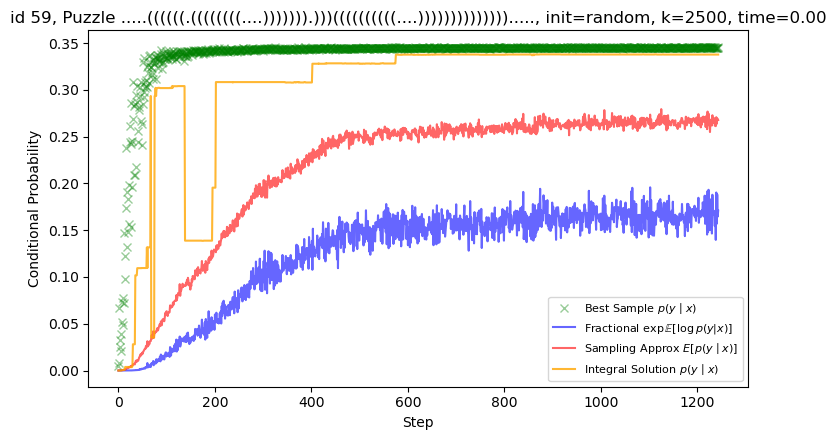 id 59, Puzzle .....((((((.((((((((....))))))).)))((((((((((....))))))))))))))....., init=random, k=2500, time=0.00
0.35
0.30
0.25
0.20
0.15
0.10
0.05
0.00
Conditional Probability
Best Sample p(y | x)
Fractional exp 𝔼[log p(y|x)]
Sampling Approx E[p(y | x)]
Integral Solution p(y | x)
0 200 400 600 800 1000 1200
Step